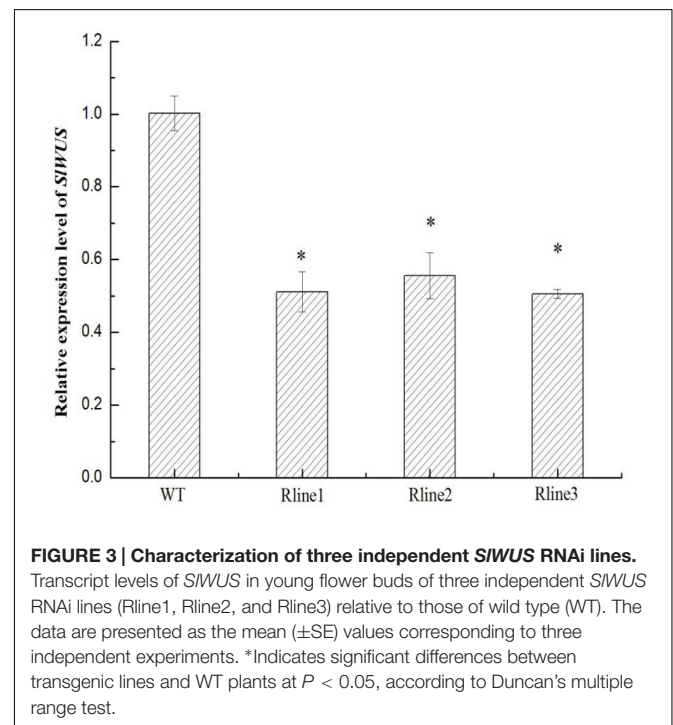 1.2
1.0
0.8
0.6
0.4
0.2
0.0
Relative expression level of SlWUS
*
*
*
WT
Rline1
Rline2
Rline3
FIGURE 3 | Characterization of three independent SlWUS RNAi lines.
Transcript levels of SlWUS in young flower buds of three independent SlWUS
RNAi lines (Rline1, Rline2, and Rline3) relative to those of wild type (WT). The
data are presented as the mean (±SE) values corresponding to three
independent experiments. *Indicates significant differences between
transgenic lines and WT plants at P < 0.05, according to Duncan's multiple
range test.